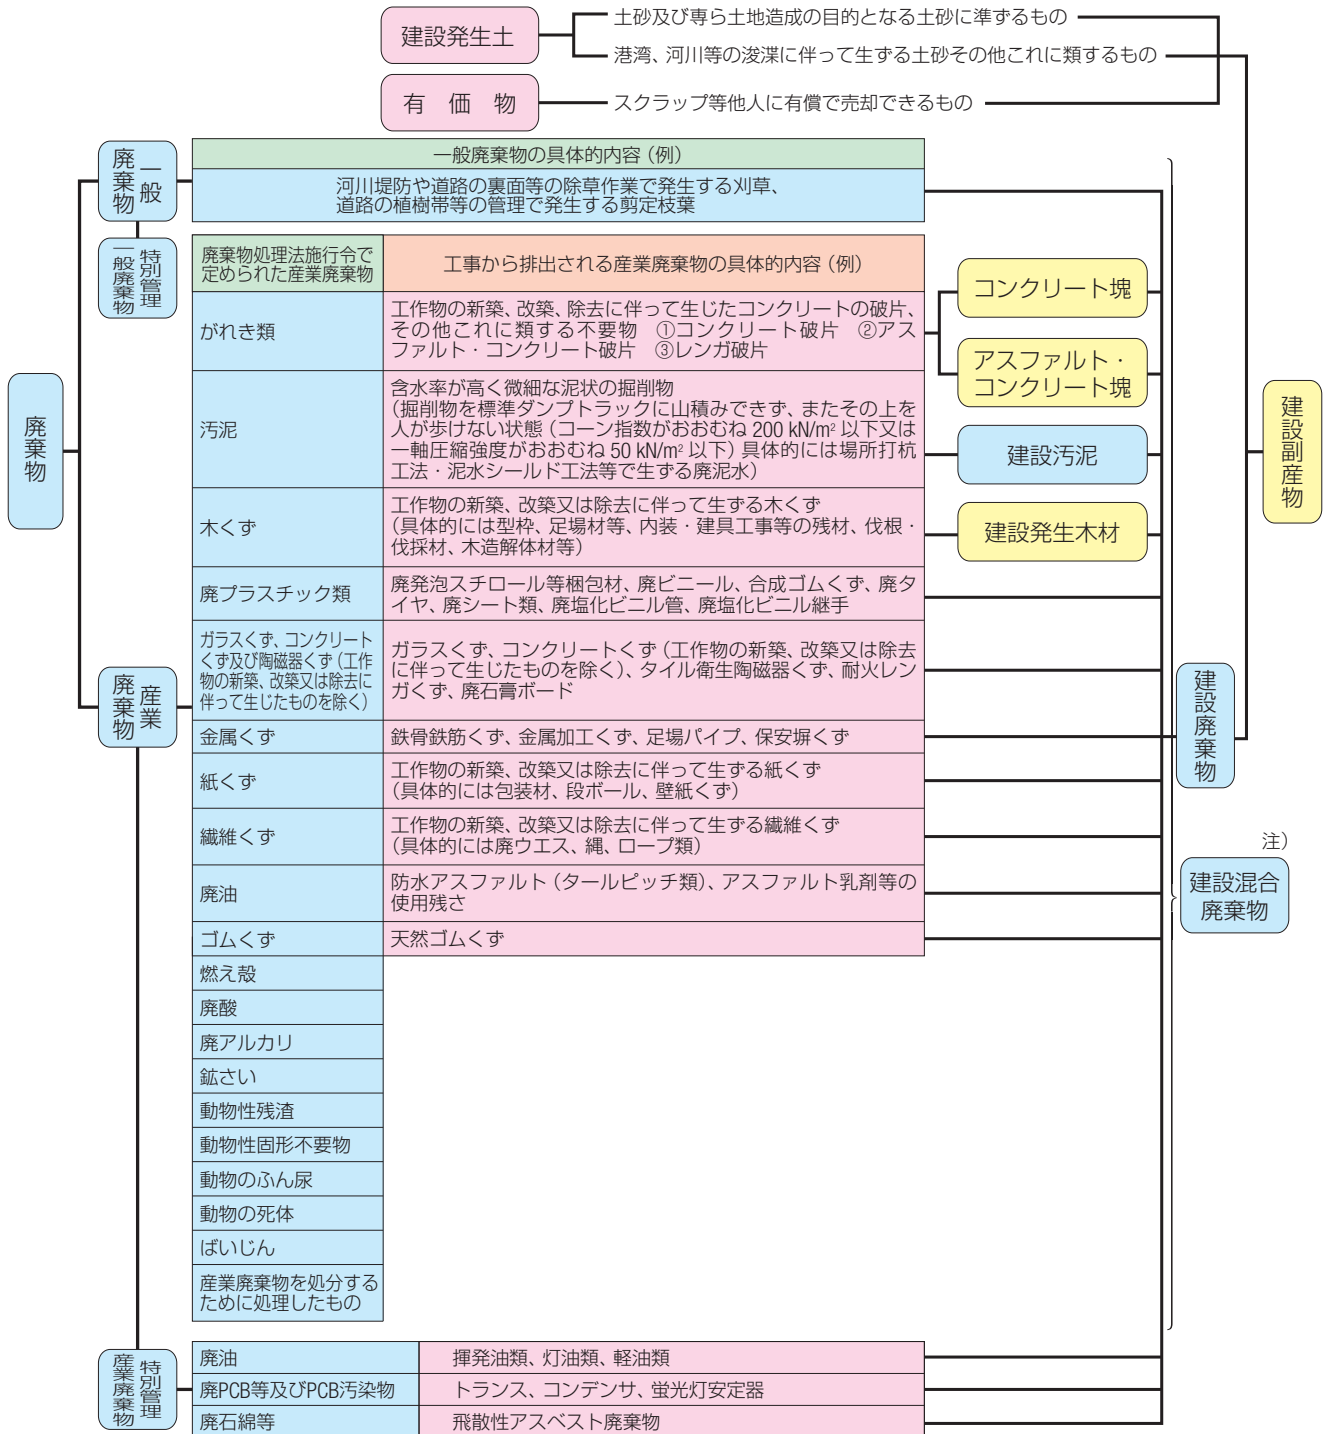 建設発生土
土砂及び専ら土地造成の目的となる土砂に準ずるもの
港湾、河川等の浚渫に伴って生ずる土砂その他これに類するもの
有価物
スクラップ等他人に有償で売却できるもの
一般廃棄物
一般廃棄物の具体的内容（例）
河川堤防や道路の裏面等の除草作業で発生する刈草、
道路の植樹帯等の管理で発生する剪定枝葉
特別管理一般廃棄物
廃棄物処理法施行令で
定められた産業廃棄物
工事から排出される産業廃棄物の具体的内容（例）
がれき類
工作物の新築、改築、除去に伴って生じたコンクリートの破片、
その他これに類する不要物　①コンクリート破片　②アス
ファルト・コンクリート破片　③レンガ破片
コンクリート塊
アスファルト・
コンクリート塊
廃棄物
汚泥
含水率が高く微細な泥状の掘削物
（掘削物を標準ダンプトラックに山積みできず、またその上を
人が歩けない状態（コーン指数がおおむね 200 kN/m² 以下又は
一軸圧縮強度がおおむね 50 kN/m² 以下）具体的には場所打杭
工法・泥水シールド工法等で生ずる廃泥水）
建設汚泥
建設副産物
木くず
工作物の新築、改築又は除去に伴って生ずる木くず
（具体的には型枠、足場材等、内装・建具工事等の残材、伐根・
伐採材、木造解体材等）
建設発生木材
廃プラスチック類
廃発泡スチロール等梱包材、廃ビニール、合成ゴムくず、廃タ
イヤ、廃シート類、廃塩化ビニル管、廃塩化ビニル継手
産業廃棄物
ガラスくず、コンクリート
くず及び陶磁器くず（工作
物の新築、改築又は除去に
伴って生じたものを除く）
ガラスくず、コンクリートくず（工作物の新築、改築又は除去
に伴って生じたものを除く）、タイル衛生陶磁器くず、耐火レン
ガくず、廃石膏ボード
建設廃棄物
金属くず
鉄骨鉄筋くず、金属加工くず、足場パイプ、保安塀くず
紙くず
工作物の新築、改築又は除去に伴って生ずる紙くず
（具体的には包装材、段ボール、壁紙くず）
繊維くず
工作物の新築、改築又は除去に伴って生ずる繊維くず
（具体的には廃ウエス、縄、ロープ類）
注）
建設混合
廃棄物
廃油
防水アスファルト（タールピッチ類）、アスファルト乳剤等の
使用残さ
ゴムくず
天然ゴムくず
燃え殻
廃酸
廃アルカリ
鉱さい
動物性残渣
動物性固形不要物
動物のふん尿
動物の死体
ばいじん
産業廃棄物を処分する
ために処理したもの
特別管理産業廃棄物
廃油
揮発油類、灯油類、軽油類
廃PCB等及びPCB汚染物
トランス、コンデンサ、蛍光灯安定器
廃石綿等
飛散性アスベスト廃棄物